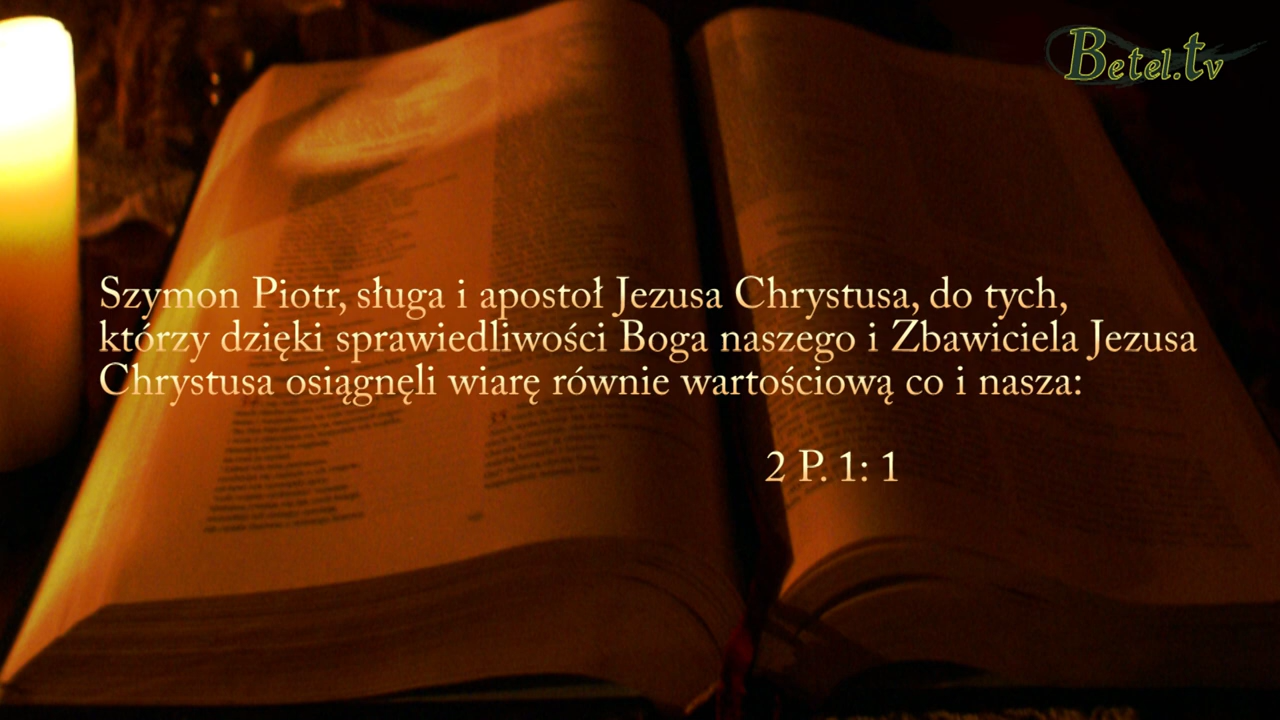 Betel.tv
Szymon Piotr, sługa i apostoł Jezusa Chrystusa, do tych,
którzy dzięki sprawiedliwości Boga naszego i Zbawiciela Jezusa
Chrystusa osiągnęli wiarę równie wartościową co i nasza:
2 P. 1: 1